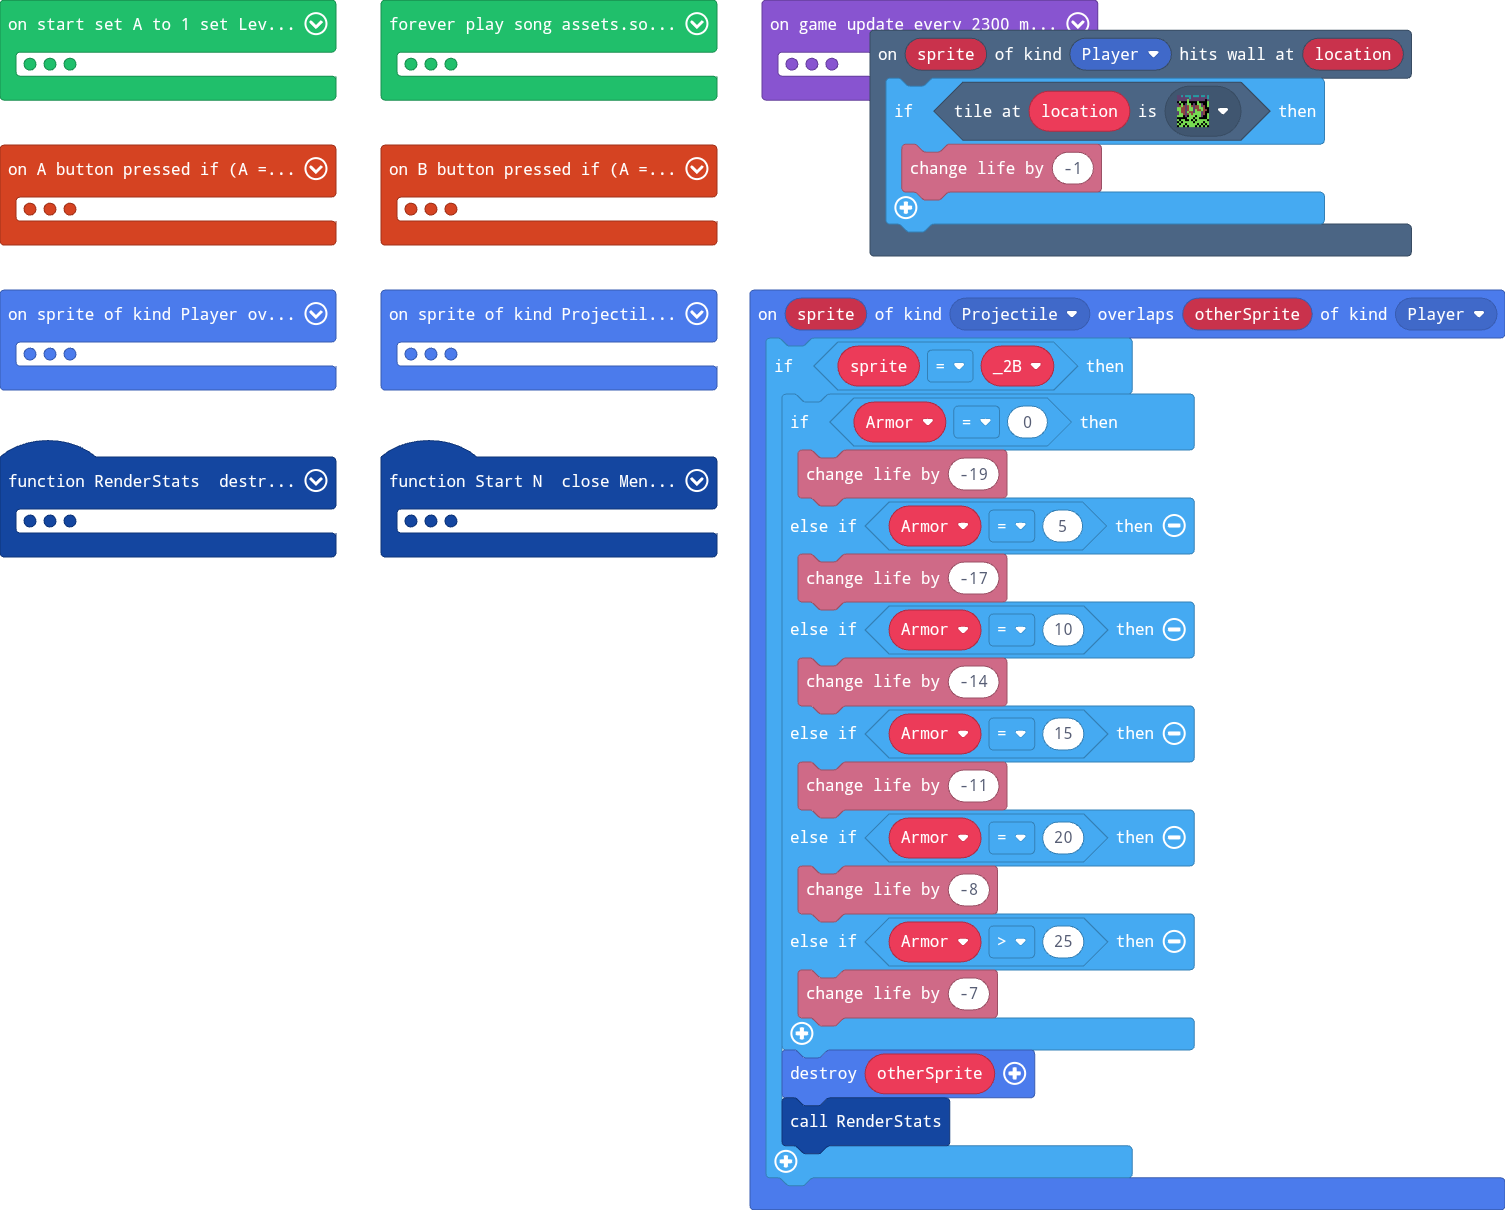 on start set A to 1 set Lev...
forever play song assets.so...
on game update every 2300 m...
on sprite of kind Player hits wall at location
if tile at location is then
change life by -1
on A button pressed if (A =...
on B button pressed if (A =...
on sprite of kind Player ov...
on sprite of kind Projectil...
on sprite of kind Projectile overlaps otherSprite of kind Player
if sprite = _2B then
if Armor = 0 then
change life by -19
else if Armor = 5 then
change life by -17
else if Armor = 10 then
change life by -14
else if Armor = 15 then
change life by -11
else if Armor = 20 then
change life by -8
else if Armor > 25 then
change life by -7
destroy otherSprite
call RenderStats
function RenderStats destr...
function Start N close Men...